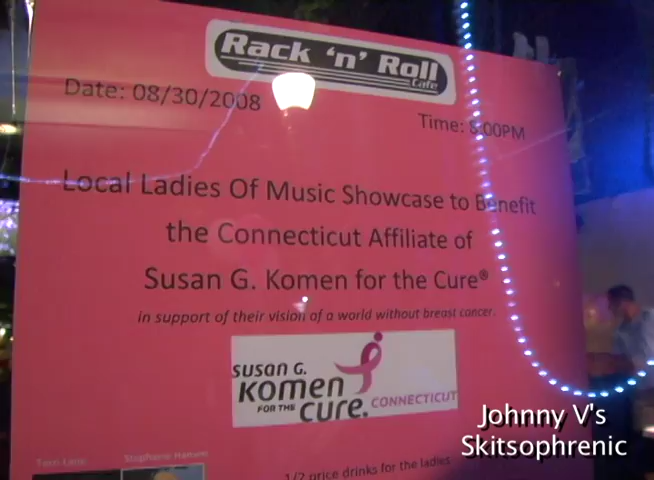 Rack 'n' Roll
Cafe
Date: 08/30/2008
Time: 8:00PM
Local Ladies Of Music Showcase to Benefit
the Connecticut Affiliate of
Susan G. Komen for the Cure®
in support of their vision of a world without breast cancer.
SUSAN G.
Komen
FOR THE CURE. CONNECTICUT
Johnny V's
Skitsophrenic
Stephanie
1/2 price drinks for the ladies